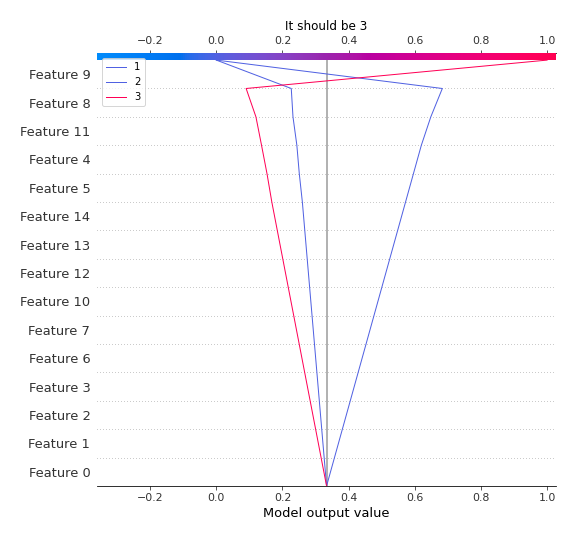 It should be 3
−0.2 0.0 0.2 0.4 0.6 0.8 1.0
1
2
3
Feature 9
Feature 8
Feature 11
Feature 4
Feature 5
Feature 14
Feature 13
Feature 12
Feature 10
Feature 7
Feature 6
Feature 3
Feature 2
Feature 1
Feature 0
−0.2 0.0 0.2 0.4 0.6 0.8 1.0
Model output value